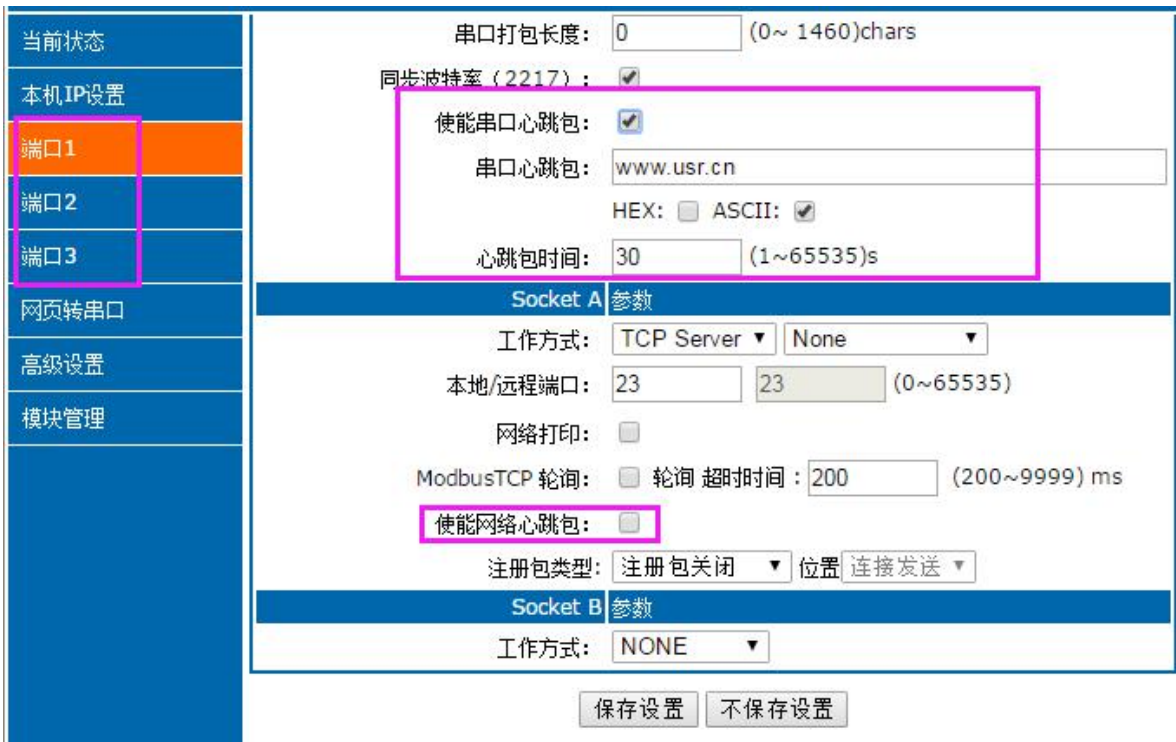 当前状态
本机IP设置
端口1
端口2
端口3
网页转串口
高级设置
模块管理
串口打包长度: 0 (0~ 1460)chars
同步波特率（2217）:
使能串口心跳包:
串口心跳包: www.usr.cn
HEX: ASCII:
心跳包时间: 30 (1~65535)s
Socket A 参数
工作方式: TCP Server None
本地/远程端口: 23 23 (0~65535)
网络打印:
ModbusTCP 轮询: 轮询 超时时间 : 200 (200~9999) ms
使能网络心跳包:
注册包类型: 注册包关闭 位置 连接发送
Socket B 参数
工作方式: NONE
保存设置 不保存设置